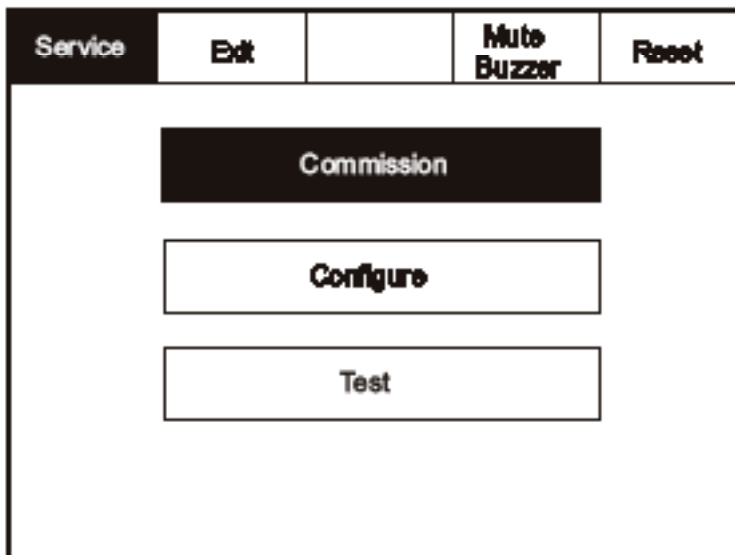 Service
Exit
Mute
Buzzer
Reset
Commission
Configure
Test